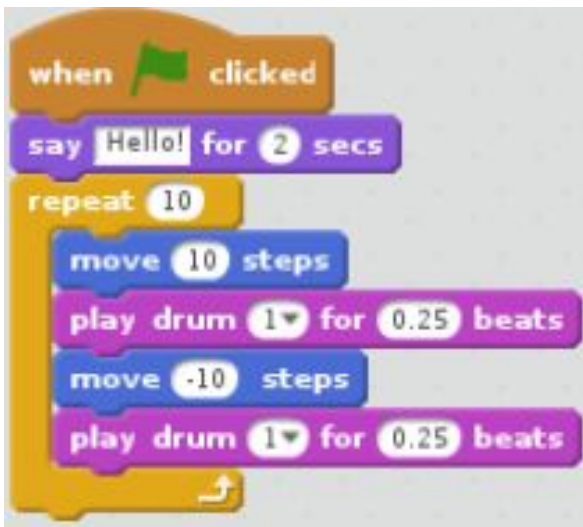 when clicked
say Hello! for 2 secs
repeat 10
move 10 steps
play drum 1 for 0.25 beats
move -10 steps
play drum 1 for 0.25 beats